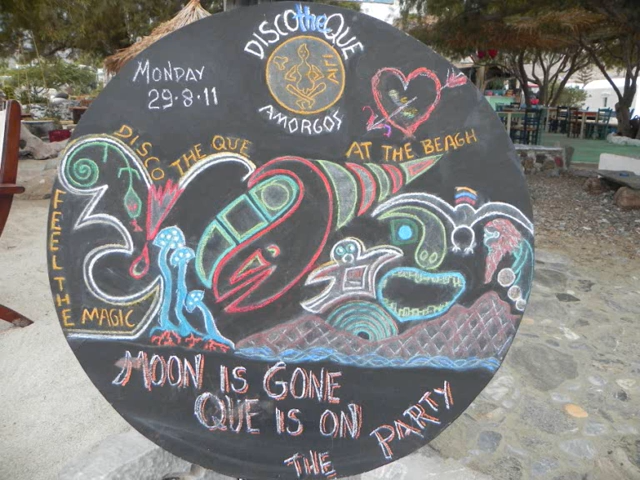 DISCOtheQUE
AMORGOS
MONDAY
29·8·11
DISCO THE QUE
AT THE BEACH
FEEL THE
MAGIC
MOON IS GONE
QUE IS ON
THE PARTY